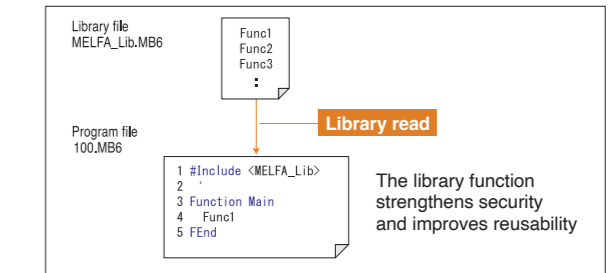 Library file
MELFA_Lib.MB6
Func1
Func2
Func3
:
Library read
Program file
100.MB6
1 #Include <MELFA_Lib>
2 '
3 Function Main
4 Func1
5 FEnd
The library function
strengthens security
and improves reusability